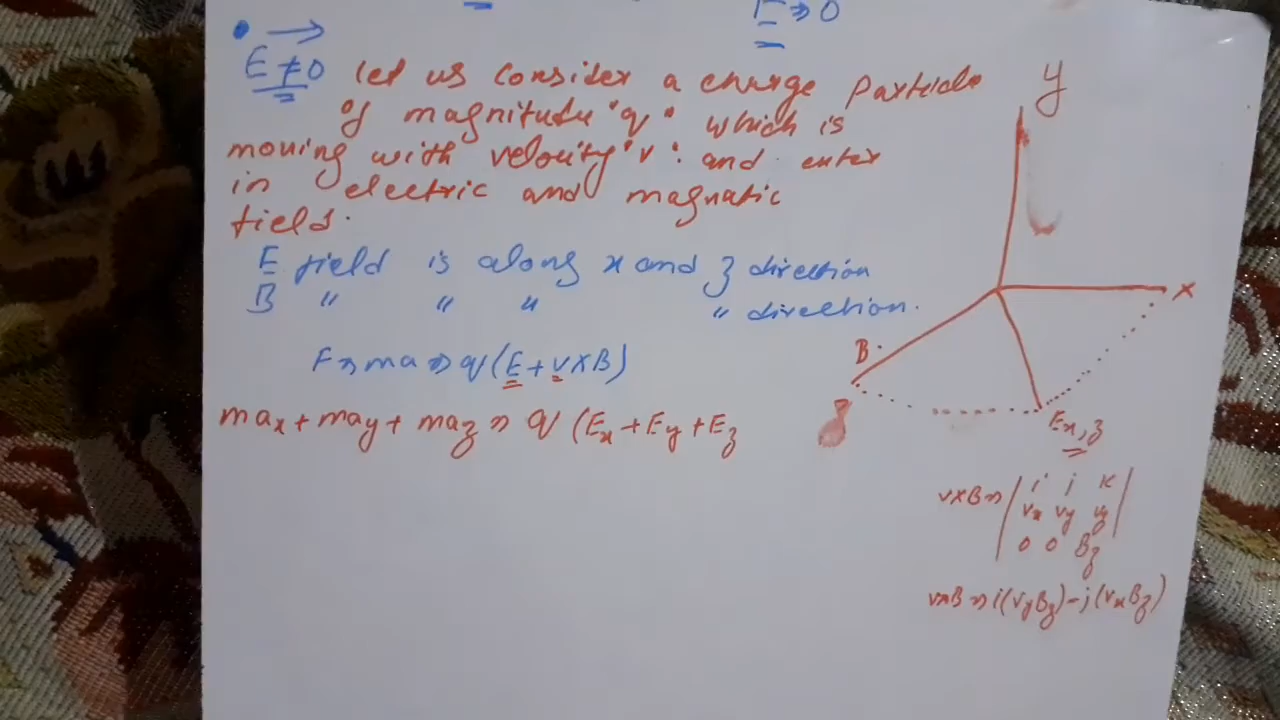 E => 0
E ≠ 0 let us consider a charge Particle
of magnitude "q" which is
moving with velocity "v". and enter
in electric and magnatic
field.
E field is along x and z direction
B " " " " direction.
F => ma => q(E + v×B)
max + may + maz => q (Ex + Ey + Ez
y
x
B
z
Ex,z
v×B => | i j k |
| vx vy vz |
| 0 0 Bz |
v×B => i(vyBz) - j(vxBz)